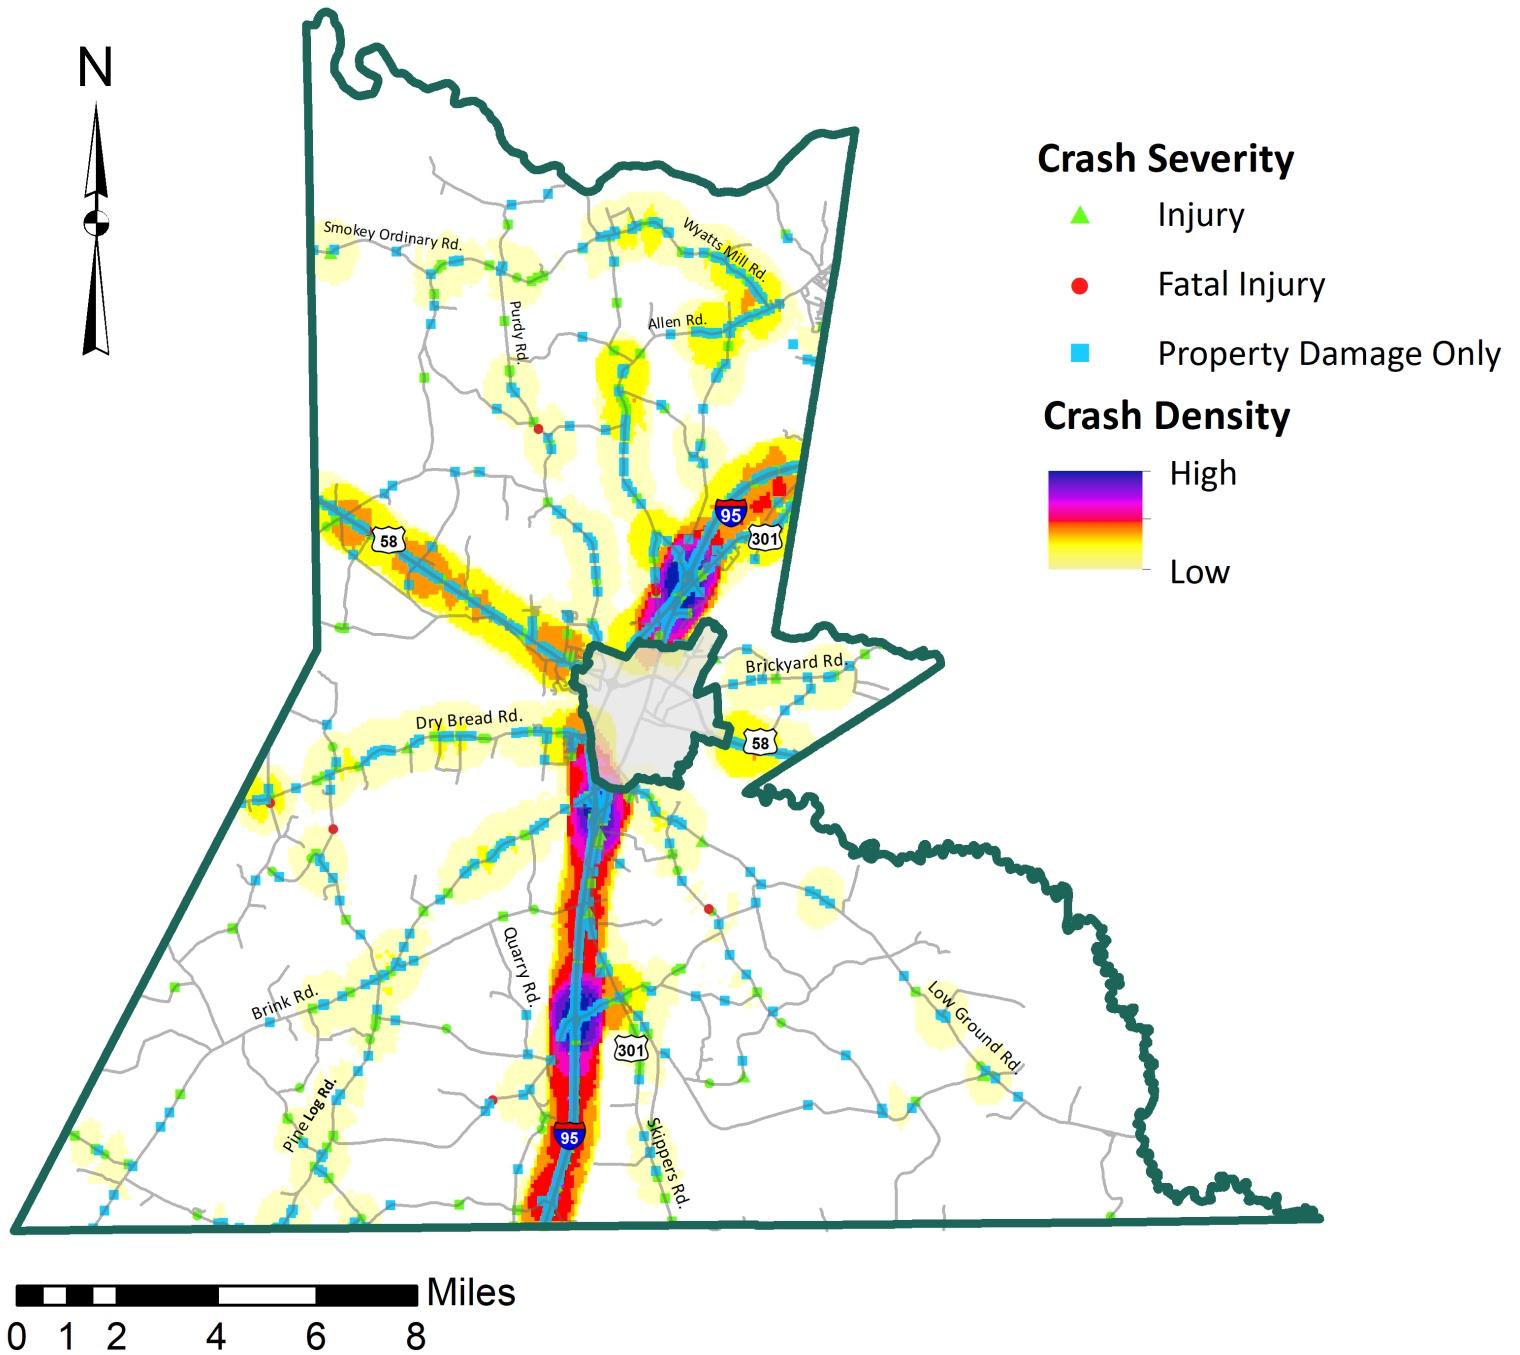 N
Crash Severity
Injury
Fatal Injury
Property Damage Only
Crash Density
High
Low
Smokey Ordinary Rd.
Wyatts Mill Rd.
Purdy Rd.
Allen Rd.
95
301
58
Brickyard Rd.
Dry Bread Rd.
58
Quarry Rd.
Brink Rd.
Low Ground Rd.
301
Pine Log Rd.
95
Skippers Rd.
Miles
0 1 2 4 6 8